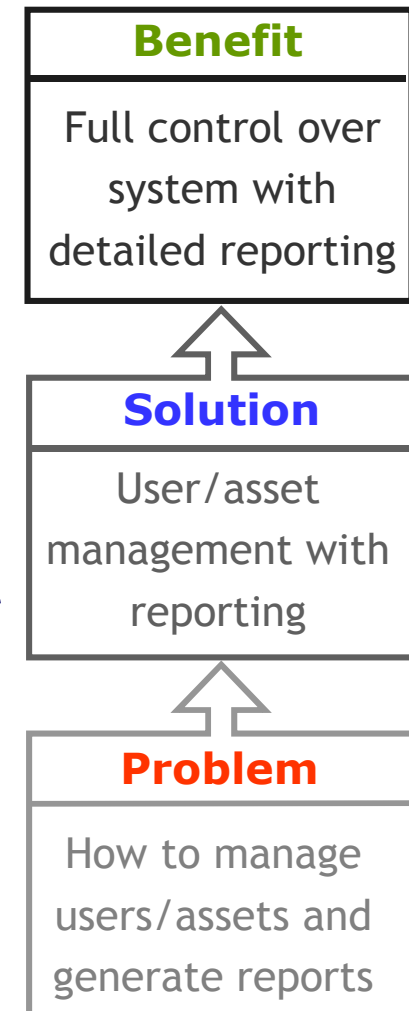 Benefit
Full control over
system with
detailed reporting
Solution
User/asset
management with
reporting
Problem
How to manage
users/assets and
generate reports